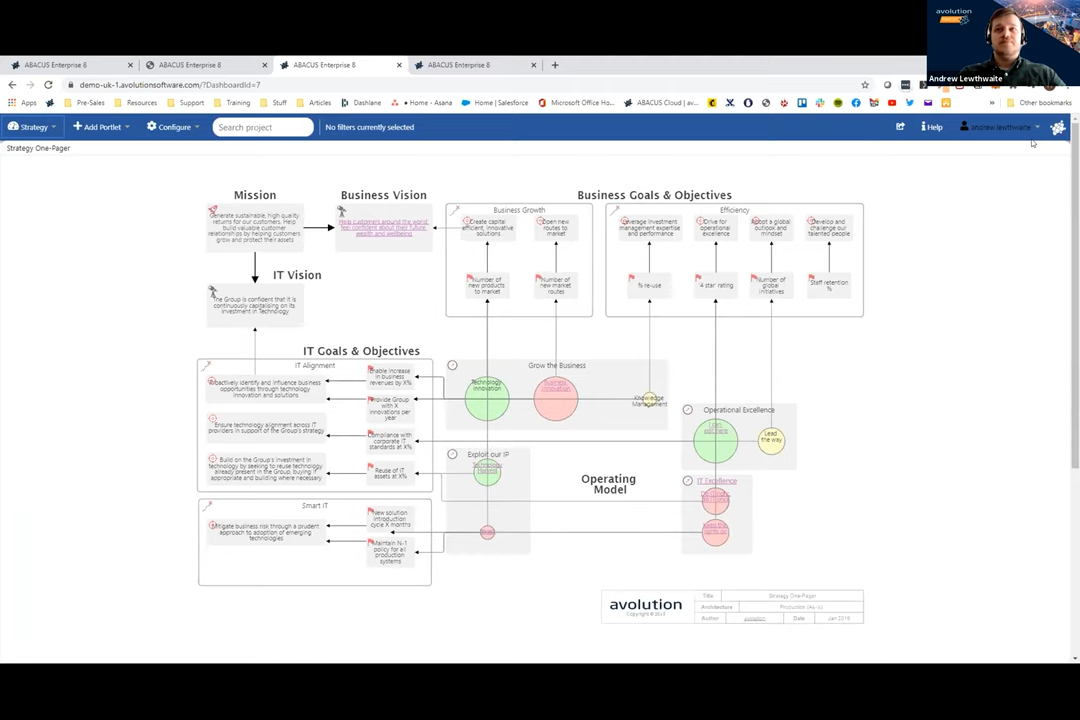 avolution
Andrew Lewthwaite
ABACUS Enterprise 6
ABACUS Enterprise 8
ABACUS Enterprise 8
ABACUS Enterprise 8
demo-uk-1.avolutionsoftware.com/?DashboardId=7
Apps
Pre-Sales
Resources
Support
Training
Stuff
Articles
Dashlane
Home - Asana
Home | Salesforce
Microsoft Office Ho...
ABACUS Cloud | av...
Other bookmarks
Strategy
Add Portlet
Configure
Search project
No filters currently selected
Help
Andrew lewthwaite
Strategy One-Pager
Mission
Business Vision
Business Goals & Objectives
Generate sustainable, high quality
returns for our customers. Help
build valuable customer
relationships by helping customers
grow and protect their assets
Help customers around the world
feel confident about their future
wealth and wellbeing
Business Growth
Create capital
efficient, innovative
solutions
Open new
routes to
market
Number of
new products
to market
Number of
new market
routes
Efficiency
Leverage investment
management expertise
and performance
Drive for
operational
excellence
Adopt a global
outlook and
mindset
Develop and
challenge our
talented people
% re-use
4 star rating
Number of
global
initiatives
Staff retention
%
IT Vision
The Group is confident that it is
continuously capitalising on its
investment in Technology
IT Goals & Objectives
IT Alignment
Proactively identify and influence business
opportunities through technology
innovation and solutions
Enable increase
in business
revenues by X%
Provide Group
with X
innovations per
year
Ensure technology alignment across IT
providers in support of the Group's strategy
Compliance with
corporate IT
standards at X%
Build on the Group's investment in
technology by seeking to reuse technology
already present in the Group, buying if
appropriate and building where necessary
Reuse of IT
assets at X%
Smart IT
Mitigate business risk through a prudent
approach to adoption of emerging
technologies
New solution
introduction
cycle X months
Maintain N-1
policy for all
production
systems
Grow the Business
Technology
Innovation
Business
Innovation
Knowledge
Management
Operational Excellence
Lead
the way
Exploit our IP
Technology
Operating
Model
IT Excellence
Keep the
lights on
avolution
Title
Strategy One-Pager
Architecture
Production (As-Is)
Author
avolution
Date
Jan 2016